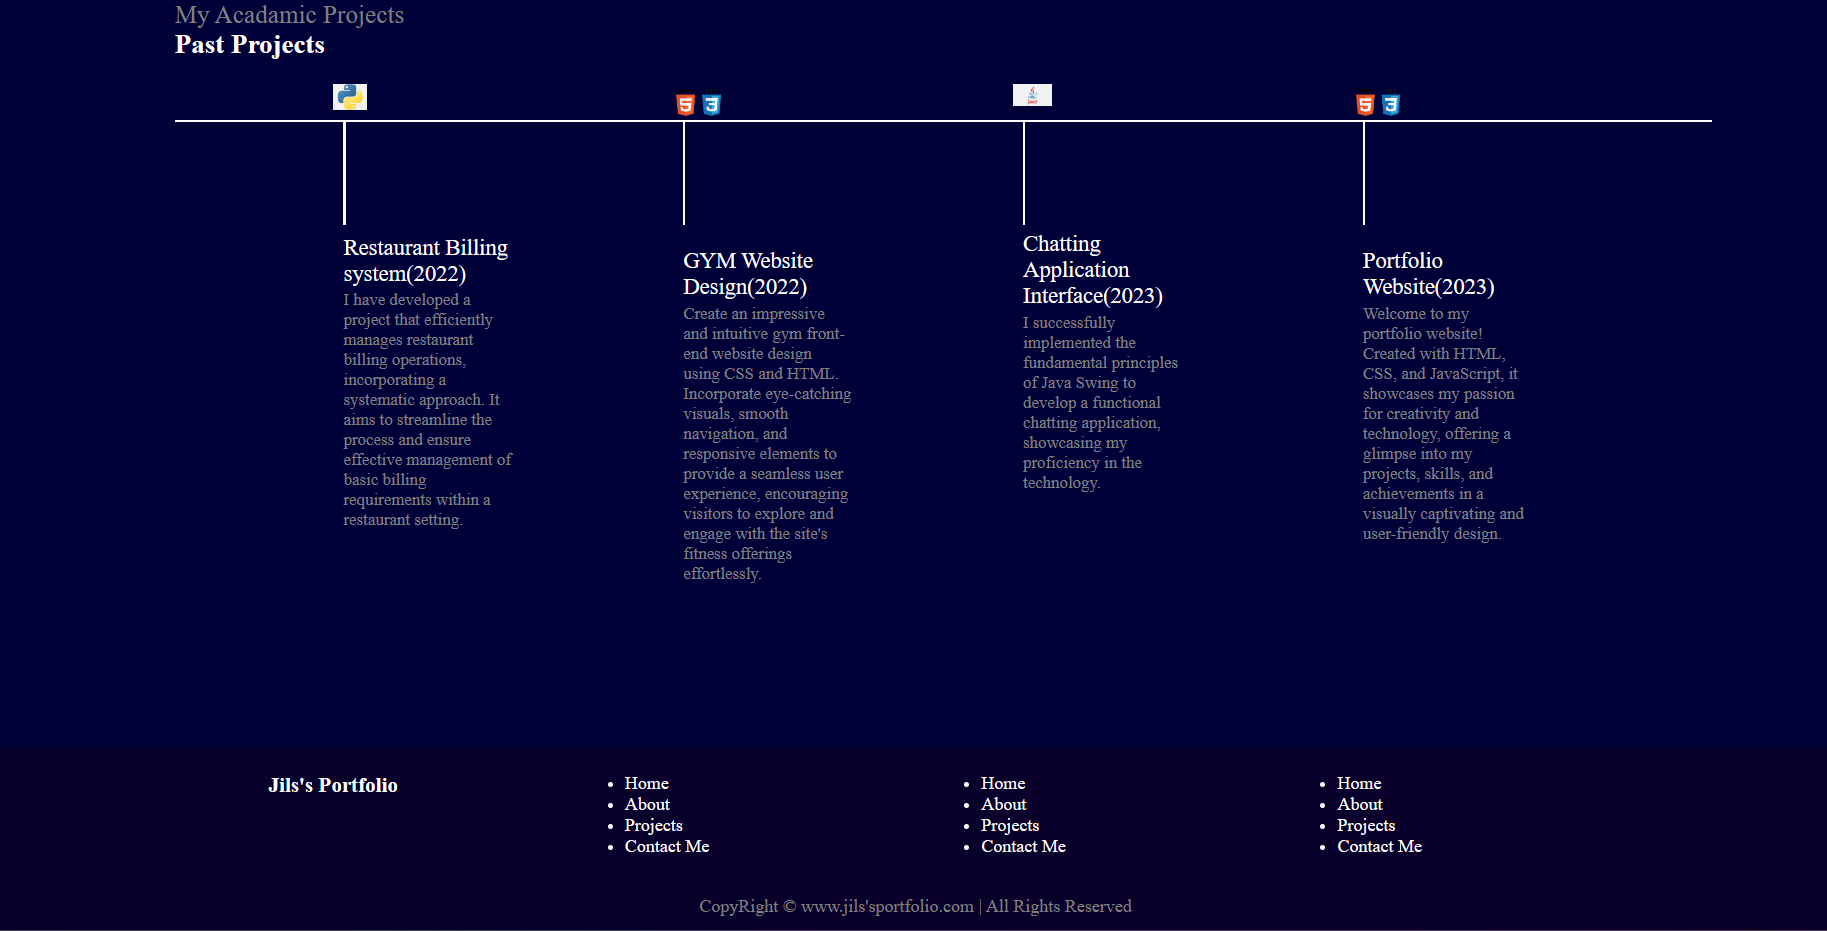 My Acadamic Projects
Past Projects
Restaurant Billing
system(2022)
I have developed a
project that efficiently
manages restaurant
billing operations,
incorporating a
systematic approach. It
aims to streamline the
process and ensure
effective management of
basic billing
requirements within a
restaurant setting.
GYM Website
Design(2022)
Create an impressive
and intuitive gym front-
end website design
using CSS and HTML.
Incorporate eye-catching
visuals, smooth
navigation, and
responsive elements to
provide a seamless user
experience, encouraging
visitors to explore and
engage with the site's
fitness offerings
effortlessly.
Chatting
Application
Interface(2023)
I successfully
implemented the
fundamental principles
of Java Swing to
develop a functional
chatting application,
showcasing my
proficiency in the
technology.
Portfolio
Website(2023)
Welcome to my
portfolio website!
Created with HTML,
CSS, and JavaScript, it
showcases my passion
for creativity and
technology, offering a
glimpse into my
projects, skills, and
achievements in a
visually captivating and
user-friendly design.
Jils's Portfolio
Home
About
Projects
Contact Me
Home
About
Projects
Contact Me
Home
About
Projects
Contact Me
CopyRight © www.jils'sportfolio.com | All Rights Reserved